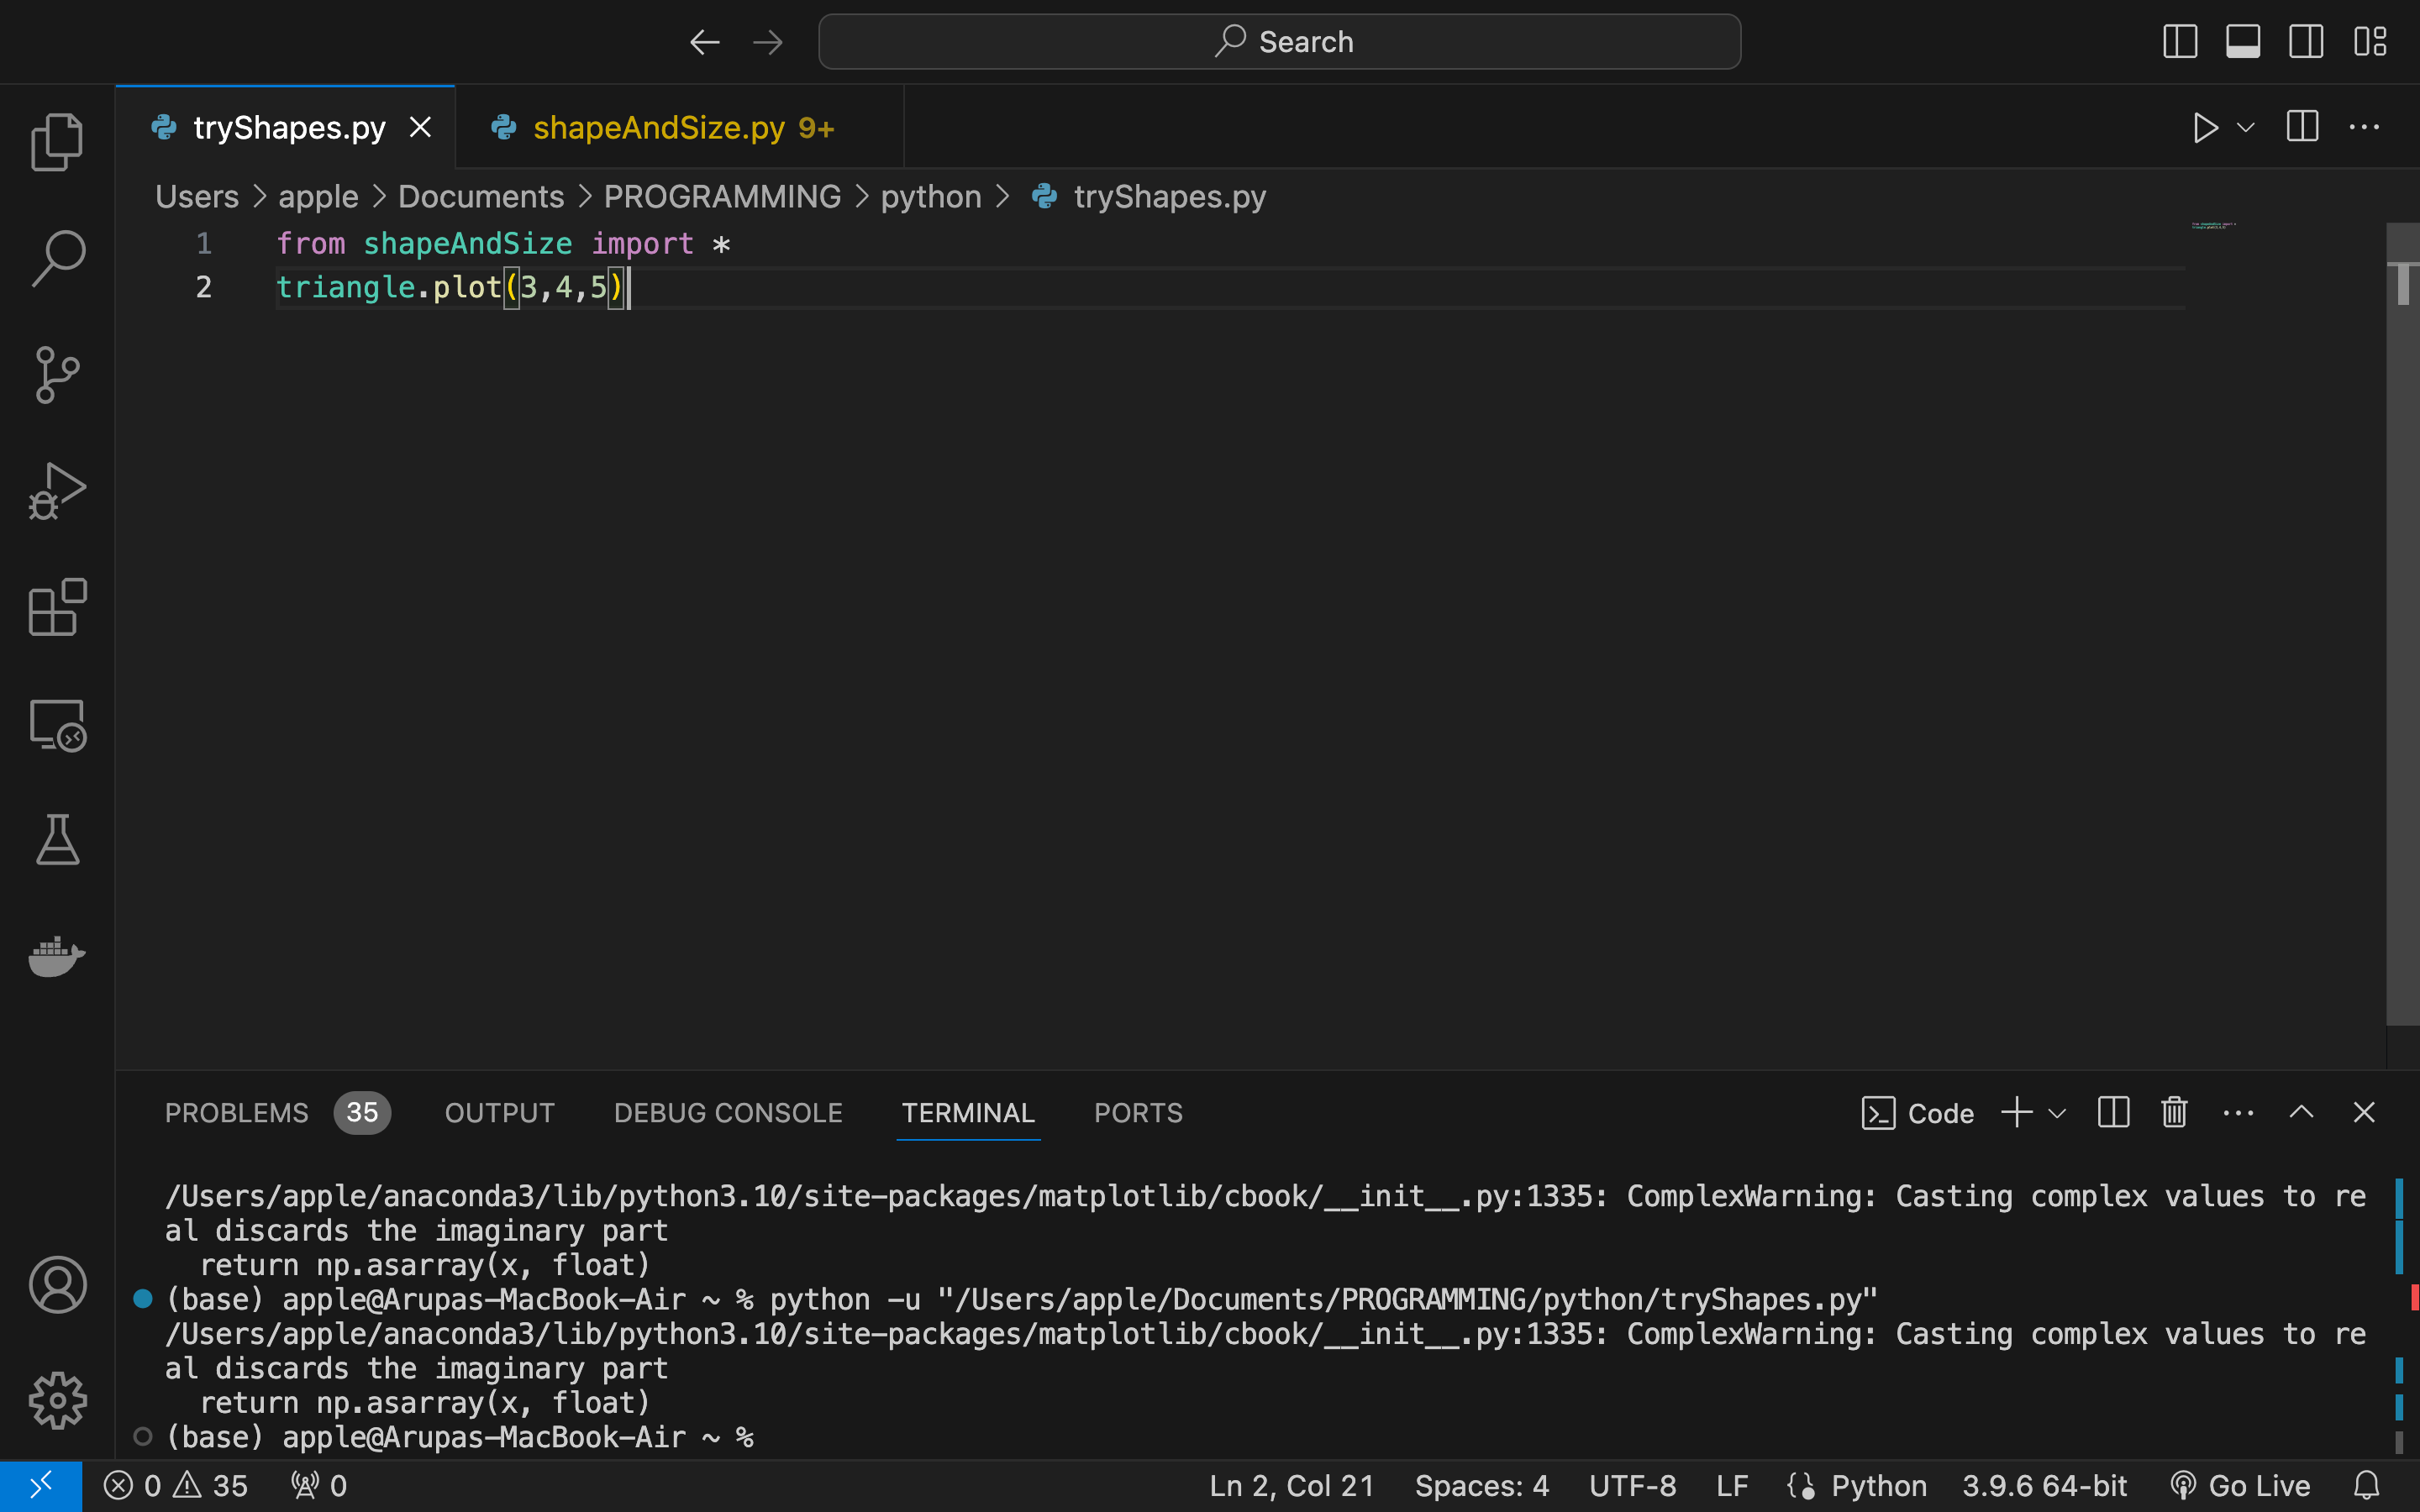 Search
tryShapes.py
shapeAndSize.py 9+
Users > apple > Documents > PROGRAMMING > python > tryShapes.py
1 from shapeAndSize import *
2 triangle.plot(3,4,5)
PROBLEMS 35 OUTPUT DEBUG CONSOLE TERMINAL PORTS Code
/Users/apple/anaconda3/lib/python3.10/site-packages/matplotlib/cbook/__init__.py:1335: ComplexWarning: Casting complex values to re
al discards the imaginary part
return np.asarray(x, float)
(base) apple@Arupas-MacBook-Air ~ % python -u "/Users/apple/Documents/PROGRAMMING/python/tryShapes.py"
/Users/apple/anaconda3/lib/python3.10/site-packages/matplotlib/cbook/__init__.py:1335: ComplexWarning: Casting complex values to re
al discards the imaginary part
return np.asarray(x, float)
(base) apple@Arupas-MacBook-Air ~ %
0 35 0 Ln 2, Col 21 Spaces: 4 UTF-8 LF Python 3.9.6 64-bit Go Live